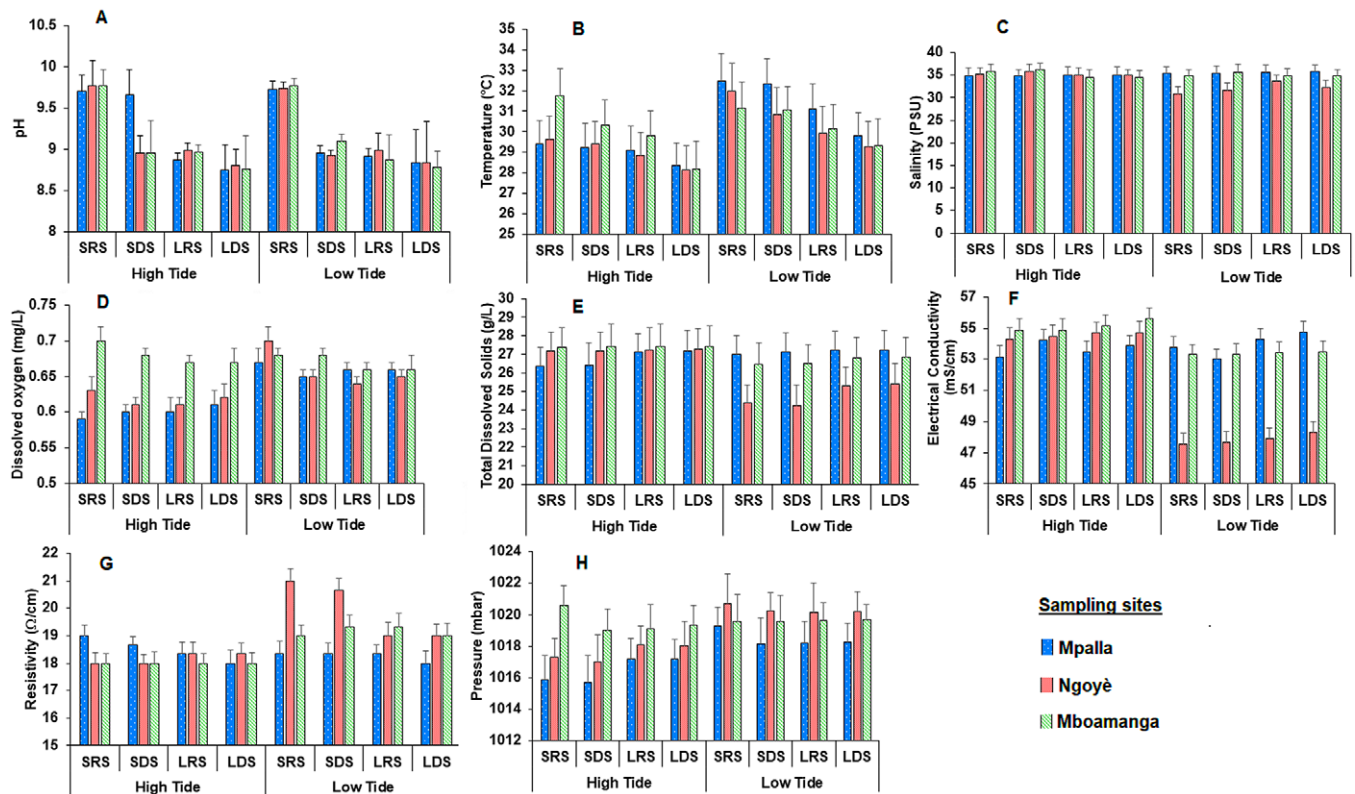 A
pH
10.5
10
9.5
9
8.5
8
SRS SDS LRS LDS SRS SDS LRS LDS
High Tide Low Tide
B
Temperature (°C)
35
34
33
32
31
30
29
28
27
26
25
SRS SDS LRS LDS SRS SDS LRS LDS
High Tide Low Tide
C
Salinity (PSU)
40
35
30
25
20
15
10
5
0
SRS SDS LRS LDS SRS SDS LRS LDS
High Tide Low Tide
D
Dissolved oxygen (mg/L)
0.75
0.7
0.65
0.6
0.55
0.5
SRS SDS LRS LDS SRS SDS LRS LDS
High Tide Low Tide
E
Total Dissolved Solids (g/L)
30
29
28
27
26
25
24
23
22
21
20
SRS SDS LRS LDS SRS SDS LRS LDS
High Tide Low Tide
F
Electrical Conductivity
(mS/cm)
57
55
53
51
49
47
45
SRS SDS LRS LDS SRS SDS LRS LDS
High Tide Low Tide
G
Resistivity (Ω/cm)
22
21
20
19
18
17
16
15
SRS SDS LRS LDS SRS SDS LRS LDS
High Tide Low Tide
H
Pressure (mbar)
1024
1022
1020
1018
1016
1014
1012
SRS SDS LRS LDS SRS SDS LRS LDS
High Tide Low Tide
Sampling sites
Mpalla
Ngoyè
Mboamanga